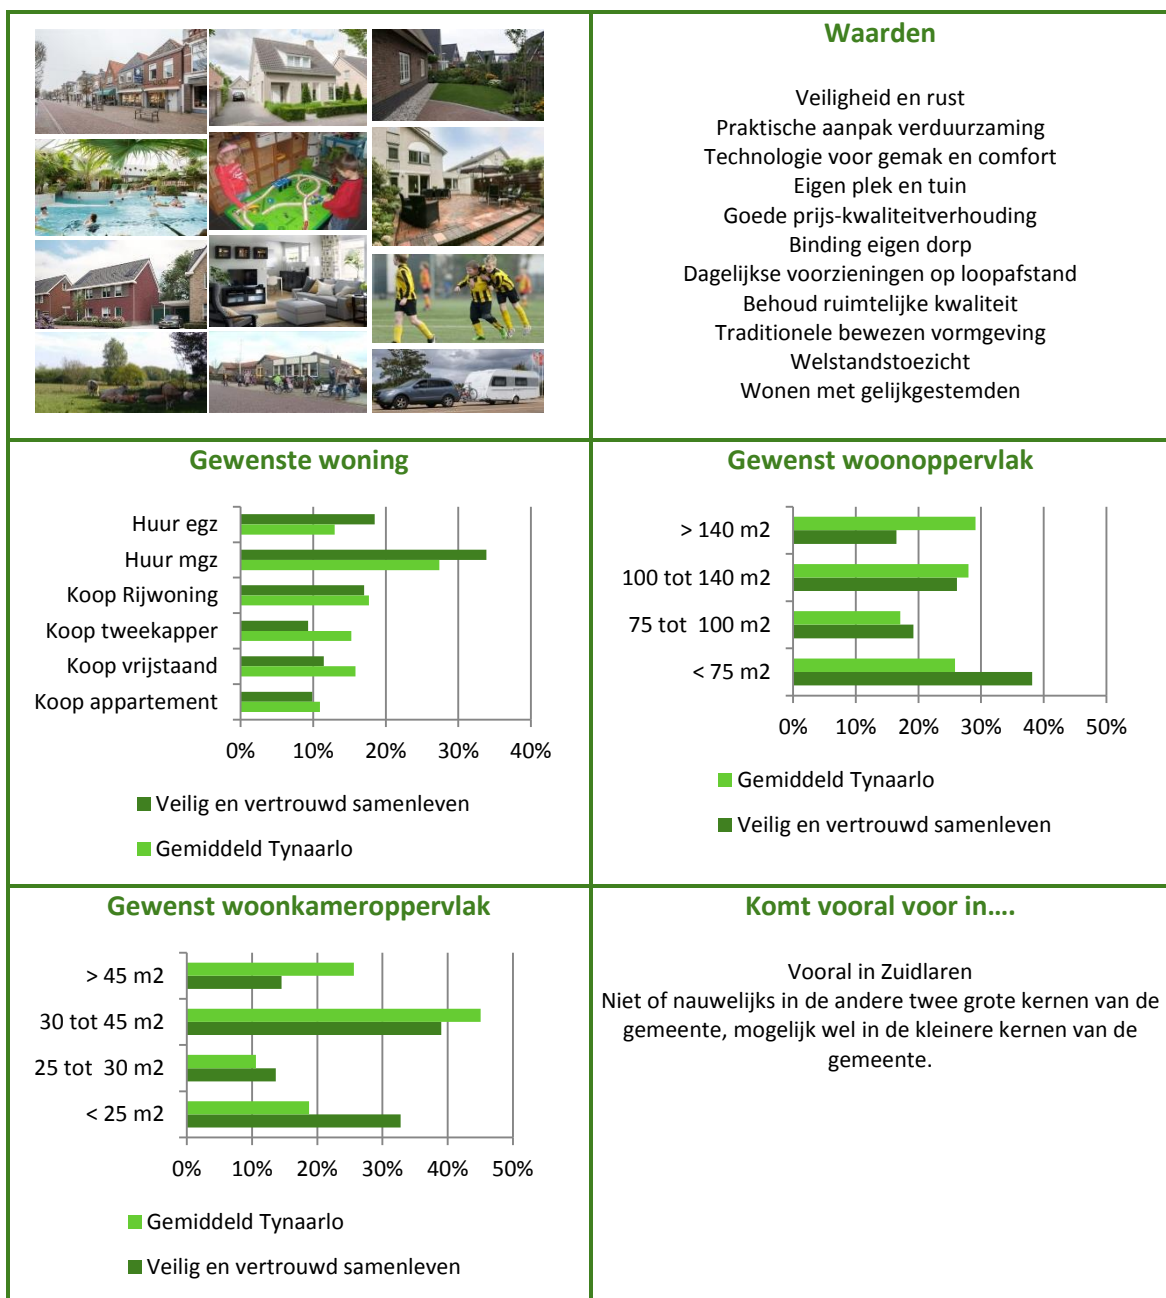 Waarden
Veiligheid en rust
Praktische aanpak verduurzaming
Technologie voor gemak en comfort
Eigen plek en tuin
Goede prijs-kwaliteitverhouding
Binding eigen dorp
Dagelijkse voorzieningen op loopafstand
Behoud ruimtelijke kwaliteit
Traditionele bewezen vormgeving
Welstandstoezicht
Wonen met gelijkgestemden
Gewenste woning
Huur egz
Huur mgz
Koop Rijwoning
Koop tweekapper
Koop vrijstaand
Koop appartement
0% 10% 20% 30% 40%
Veilig en vertrouwd samenleven
Gemiddeld Tynaarlo
Gewenst woonoppervlak
> 140 m2
100 tot 140 m2
75 tot 100 m2
< 75 m2
0% 10% 20% 30% 40% 50%
Gemiddeld Tynaarlo
Veilig en vertrouwd samenleven
Gewenst woonkameroppervlak
> 45 m2
30 tot 45 m2
25 tot 30 m2
< 25 m2
0% 10% 20% 30% 40% 50%
Gemiddeld Tynaarlo
Veilig en vertrouwd samenleven
Komt vooral voor in....
Vooral in Zuidlaren
Niet of nauwelijks in de andere twee grote kernen van de
gemeente, mogelijk wel in de kleinere kernen van de
gemeente.